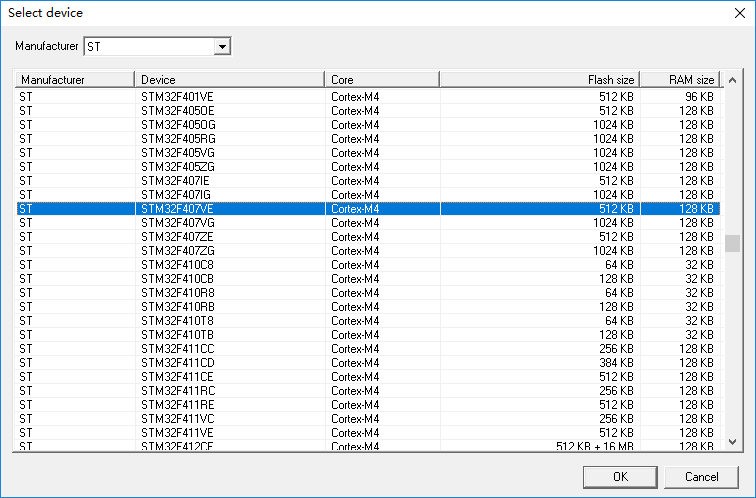 Select device
Manufacturer ST
Manufacturer Device Core Flash size RAM size
ST STM32F401VE Cortex-M4 512 KB 96 KB
ST STM32F405OE Cortex-M4 512 KB 128 KB
ST STM32F405OG Cortex-M4 1024 KB 128 KB
ST STM32F405RG Cortex-M4 1024 KB 128 KB
ST STM32F405VG Cortex-M4 1024 KB 128 KB
ST STM32F405ZG Cortex-M4 1024 KB 128 KB
ST STM32F407IE Cortex-M4 512 KB 128 KB
ST STM32F407IG Cortex-M4 1024 KB 128 KB
ST STM32F407VE Cortex-M4 512 KB 128 KB
ST STM32F407VG Cortex-M4 1024 KB 128 KB
ST STM32F407ZE Cortex-M4 512 KB 128 KB
ST STM32F407ZG Cortex-M4 1024 KB 128 KB
ST STM32F410C8 Cortex-M4 64 KB 32 KB
ST STM32F410CB Cortex-M4 128 KB 32 KB
ST STM32F410R8 Cortex-M4 64 KB 32 KB
ST STM32F410RB Cortex-M4 128 KB 32 KB
ST STM32F410T8 Cortex-M4 64 KB 32 KB
ST STM32F410TB Cortex-M4 128 KB 32 KB
ST STM32F411CC Cortex-M4 256 KB 128 KB
ST STM32F411CD Cortex-M4 384 KB 128 KB
ST STM32F411CE Cortex-M4 512 KB 128 KB
ST STM32F411RC Cortex-M4 256 KB 128 KB
ST STM32F411RE Cortex-M4 512 KB 128 KB
ST STM32F411VC Cortex-M4 256 KB 128 KB
ST STM32F411VE Cortex-M4 512 KB 128 KB
ST STM32F412CE Cortex-M4 512 KB + 16 MB 128 KB
OK Cancel